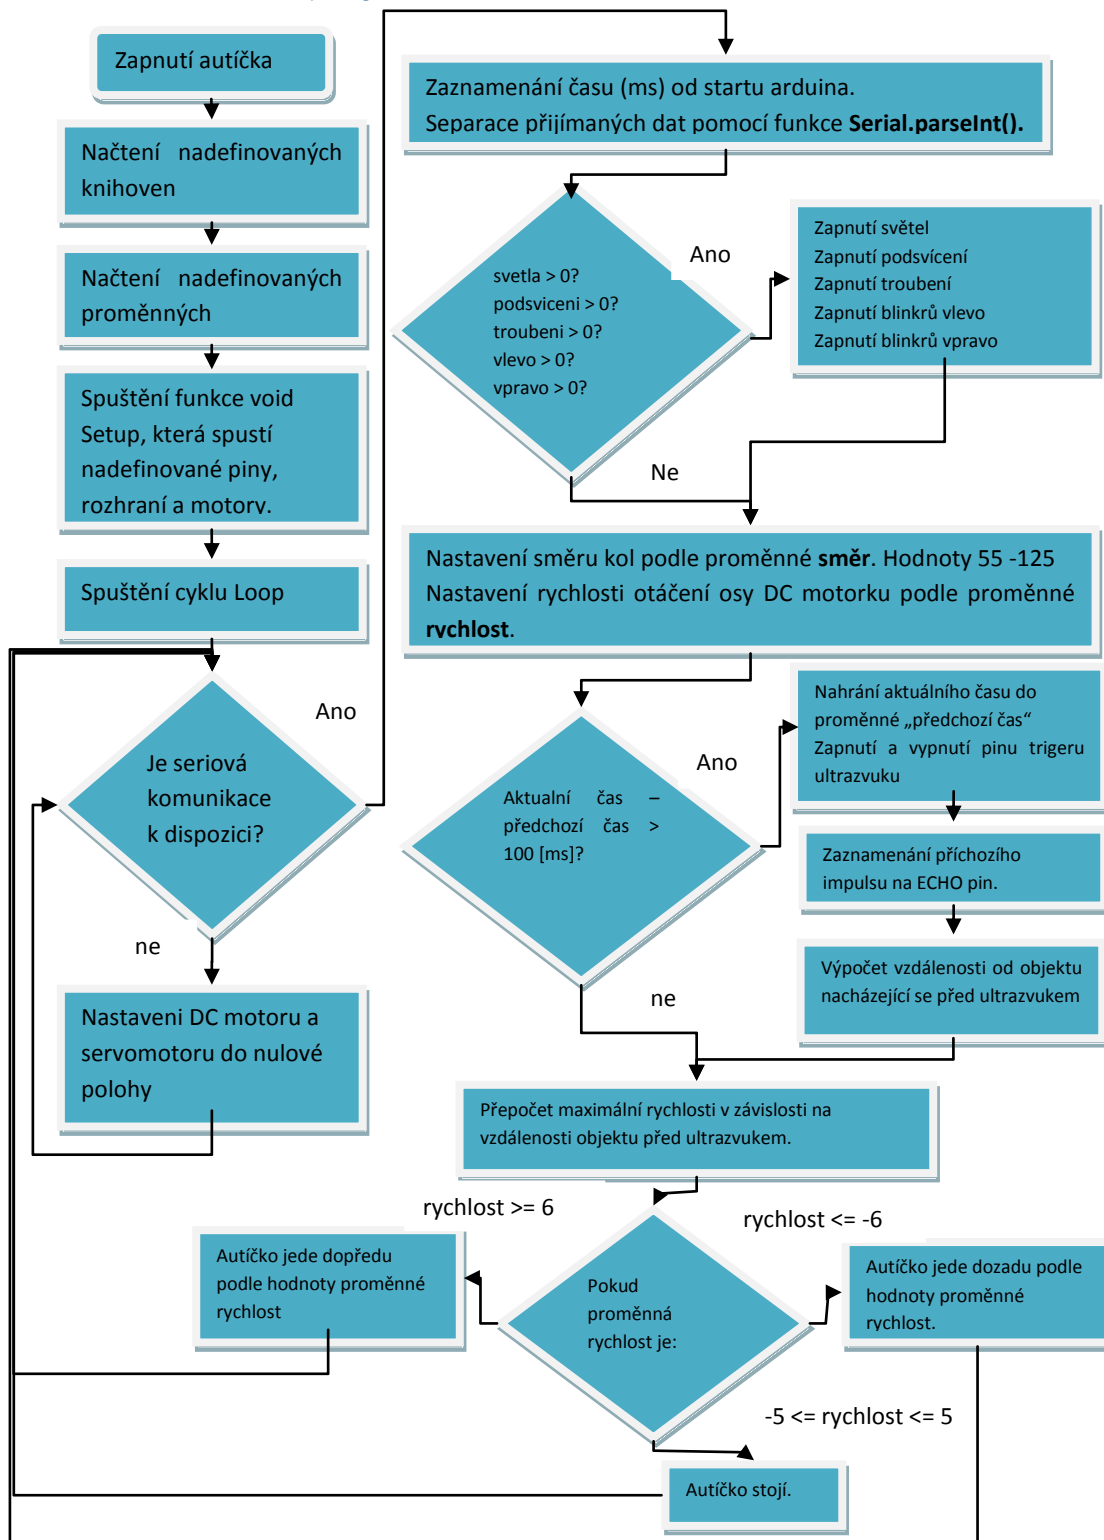 Zapnutí autíčka
Načtení nadefinovaných
knihoven
Načtení nadefinovaných
proměnných
Spuštění funkce void
Setup, která spustí
nadefinované piny,
rozhraní a motory.
Spuštění cyklu Loop
Ano
Je seriová
komunikace
k dispozici?
ne
Nastaveni DC motoru a
servomotoru do nulové
polohy
Zaznamenání času (ms) od startu arduina.
Separace přijímaných dat pomocí funkce Serial.parseInt().
svetla > 0?
podsviceni > 0?
troubeni > 0?
vlevo > 0?
vpravo > 0?
Ano
Zapnutí světel
Zapnutí podsvícení
Zapnutí troubení
Zapnutí blinkrů vlevo
Zapnutí blinkrů vpravo
Ne
Nastavení směru kol podle proměnné směr. Hodnoty 55 -125
Nastavení rychlosti otáčení osy DC motorku podle proměnné
rychlost.
Aktualní čas –
předchozí čas >
100 [ms]?
Ano
Nahrání aktuálního času do
proměnné „předchozí čas“
Zapnutí a vypnutí pinu trigeru
ultrazvuku
Zaznamenání příchozího
impulsu na ECHO pin.
Výpočet vzdálenosti od objektu
nacházející se před ultrazvukem
ne
Přepočet maximální rychlosti v závislosti na
vzdálenosti objektu před ultrazvukem.
rychlost >= 6
rychlost <= -6
Autíčko jede dopředu
podle hodnoty proměnné
rychlost
Pokud
proměnná
rychlost je:
Autíčko jede dozadu podle
hodnoty proměnné
rychlost.
-5 <= rychlost <= 5
Autíčko stojí.